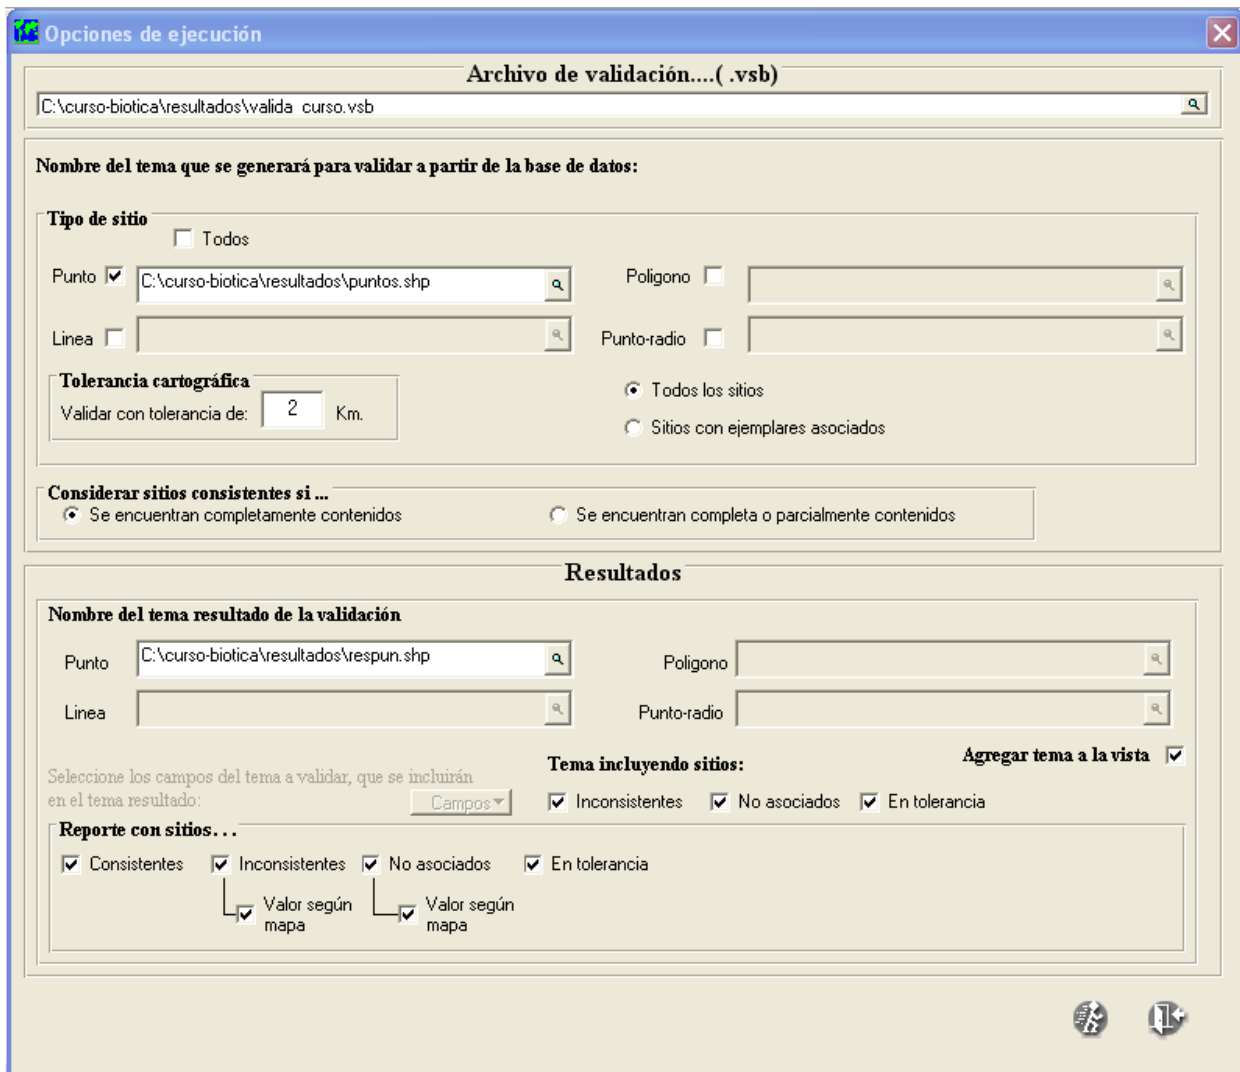 Opciones de ejecución
Archivo de validación....( .vsb)
C:\curso-biotica\resultados\valida_curso.vsb
Nombre del tema que se generará para validar a partir de la base de datos:
Tipo de sitio
Todos
Punto C:\curso-biotica\resultados\puntos.shp Poligono
Linea Punto-radio
Tolerancia cartográfica
Validar con tolerancia de: 2 Km.
Todos los sitios
Sitios con ejemplares asociados
Considerar sitios consistentes si ...
Se encuentran completamente contenidos Se encuentran completa o parcialmente contenidos
Resultados
Nombre del tema resultado de la validación
Punto C:\curso-biotica\resultados\respun.shp Poligono
Linea Punto-radio
Agregar tema a la vista
Tema incluyendo sitios:
Seleccione los campos del tema a validar, que se incluirán
en el tema resultado: Campos
Inconsistentes No asociados En tolerancia
Reporte con sitios...
Consistentes Inconsistentes No asociados En tolerancia
Valor según mapa Valor según mapa